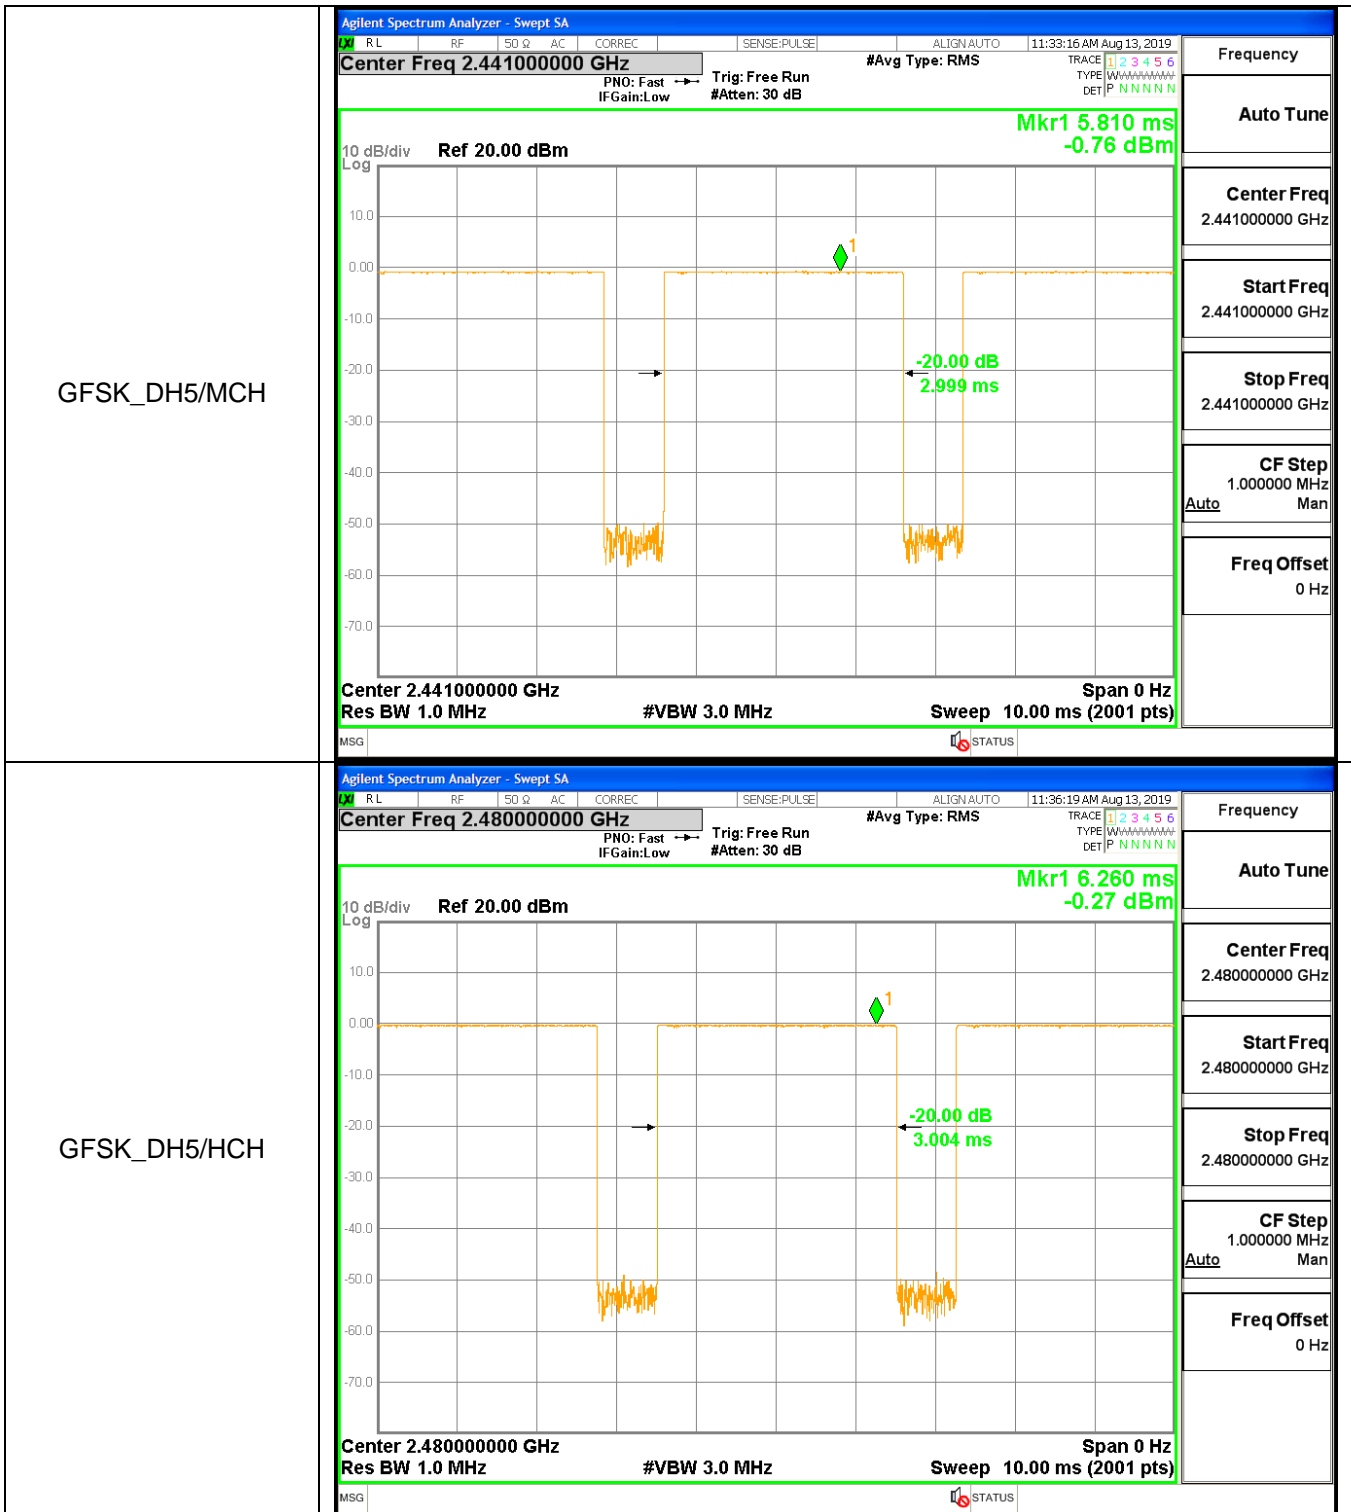 GFSK_DH5/MCH
Agilent Spectrum Analyzer - Swept SA
LXI RL RF 50 Ω AC CORREC SENSE:PULSE ALIGN AUTO 11:33:16 AM Aug 13, 2019
Center Freq 2.441000000 GHz #Avg Type: RMS TRACE 1 2 3 4 5 6
PNO: Fast Trig: Free Run TYPE
IFGain:Low #Atten: 30 dB DET P N N N N N
Mkr1 5.810 ms
-0.76 dBm
10 dB/div Ref 20.00 dBm
Log
10.0
1
0.00
-10.0
-20.0
-20.00 dB
2.999 ms
-30.0
-40.0
-50.0
-60.0
-70.0
Center 2.441000000 GHz Span 0 Hz
Res BW 1.0 MHz #VBW 3.0 MHz Sweep 10.00 ms (2001 pts)
MSG STATUS
Frequency
Auto Tune
Center Freq
2.441000000 GHz
Start Freq
2.441000000 GHz
Stop Freq
2.441000000 GHz
CF Step
1.000000 MHz
Auto Man
Freq Offset
0 Hz
GFSK_DH5/HCH
Agilent Spectrum Analyzer - Swept SA
LXI RL RF 50 Ω AC CORREC SENSE:PULSE ALIGN AUTO 11:36:19 AM Aug 13, 2019
Center Freq 2.480000000 GHz #Avg Type: RMS TRACE 1 2 3 4 5 6
PNO: Fast Trig: Free Run TYPE
IFGain:Low #Atten: 30 dB DET P N N N N N
Mkr1 6.260 ms
-0.27 dBm
10 dB/div Ref 20.00 dBm
Log
10.0
1
0.00
-10.0
-20.0
-20.00 dB
3.004 ms
-30.0
-40.0
-50.0
-60.0
-70.0
Center 2.480000000 GHz Span 0 Hz
Res BW 1.0 MHz #VBW 3.0 MHz Sweep 10.00 ms (2001 pts)
MSG STATUS
Frequency
Auto Tune
Center Freq
2.480000000 GHz
Start Freq
2.480000000 GHz
Stop Freq
2.480000000 GHz
CF Step
1.000000 MHz
Auto Man
Freq Offset
0 Hz